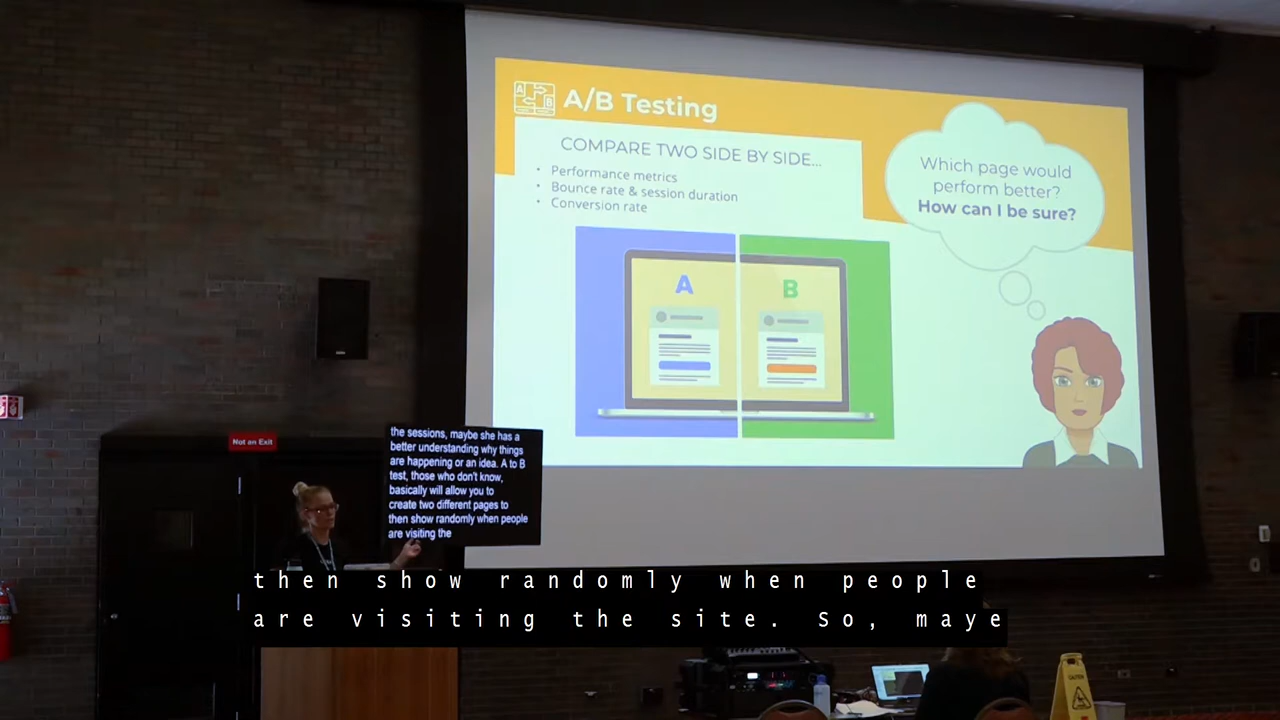 A/B Testing
COMPARE TWO SIDE BY SIDE...
• Performance metrics
• Bounce rate & session duration
• Conversion rate
Which page would
perform better?
How can I be sure?
A
B
A
B
Not an Exit
the sessions, maybe she has a
better understanding why things
are happening or an idea. A to B
test, those who don't know,
basically will allow you to
create two different pages to
then show randomly when people
are visiting the
then show randomly when people
are visiting the site. So, maye
CAUTION